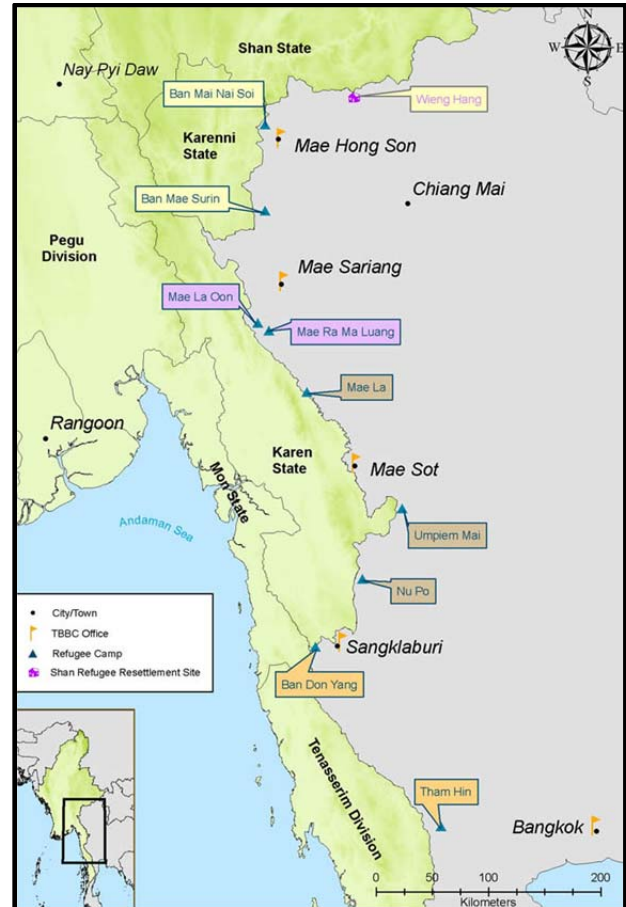 N
W
E
S
Shan State
Nay Pyi Daw
Ban Mai Nai Soi
Wieng Hang
Karenni
State
Mae Hong Son
Chiang Mai
Ban Mae Surin
Pegu
Division
Mae Sariang
Mae La Oon
Mae Ra Ma Luang
Mae La
Rangoon
Karen
State
Mae Sot
Mon State
Andaman Sea
Umpiem Mai
Nu Po
City/Town
TBBC Office
Refugee Camp
Shan Refugee Resettlement Site
Sangklaburi
Ban Don Yang
Tenasserim Division
Tham Hin
Bangkok
0 50 100 200
Kilometers